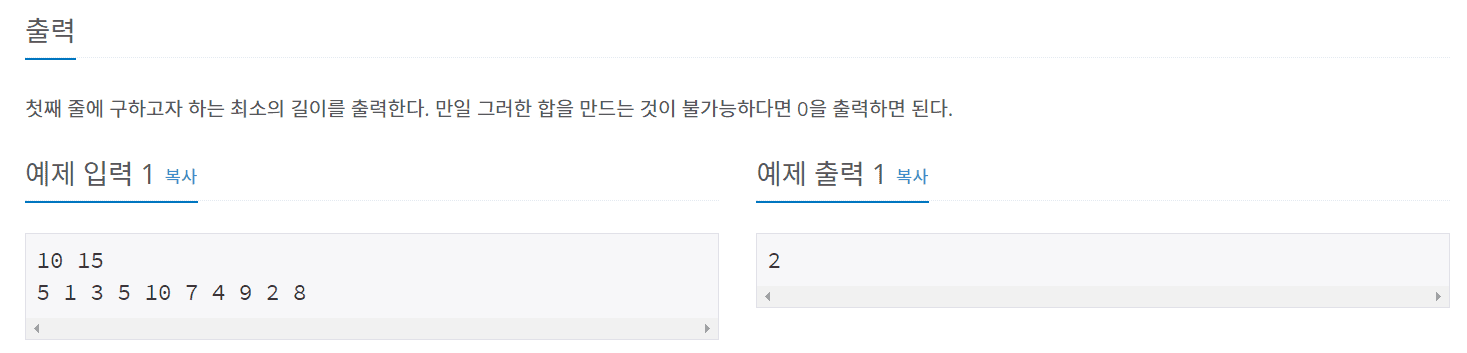 출력
첫째 줄에 구하고자 하는 최소의 길이를 출력한다. 만일 그러한 합을 만드는 것이 불가능하다면 0을 출력하면 된다.
예제 입력 1 복사
10 15
5 1 3 5 10 7 4 9 2 8
예제 출력 1 복사
2